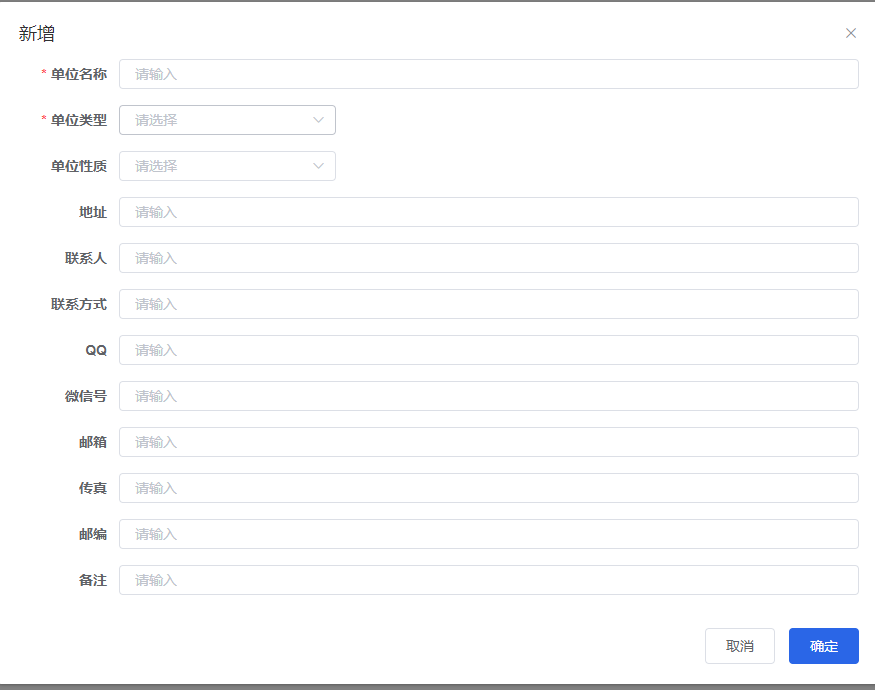 新增
* 单位名称 请输入
* 单位类型 请选择
单位性质 请选择
地址 请输入
联系人 请输入
联系方式 请输入
QQ 请输入
微信号 请输入
邮箱 请输入
传真 请输入
邮编 请输入
备注 请输入
取消 确定